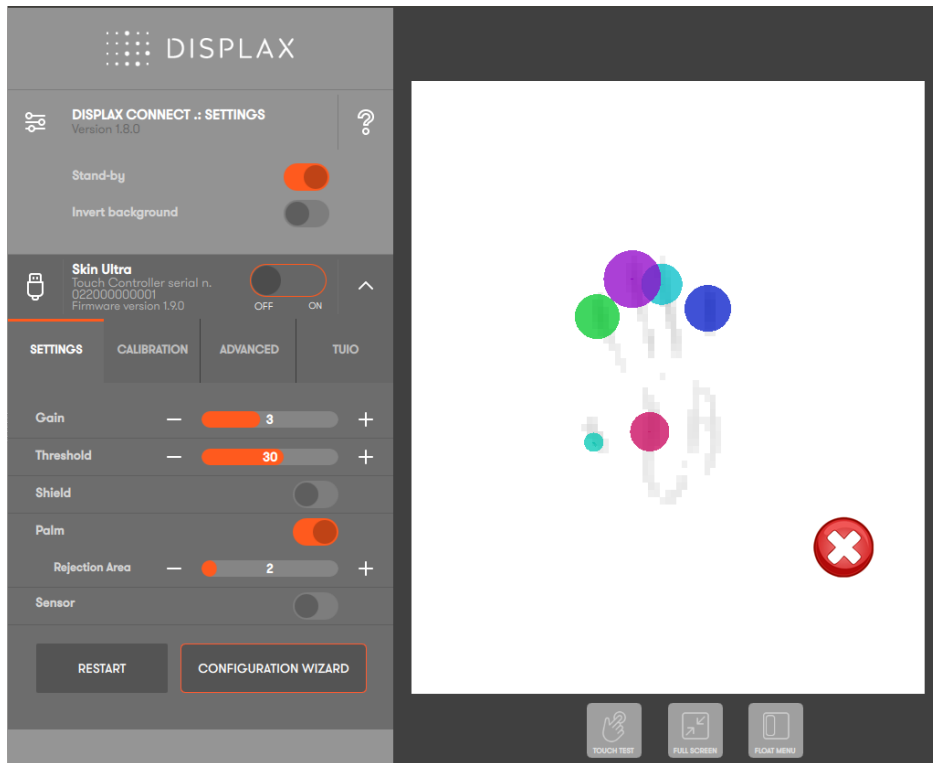 DISPLAX
DISPLAX CONNECT .: SETTINGS
Version 1.8.0
Stand-by
Invert background
Skin Ultra
Touch Controller serial n.
022000000001
Firmware version 1.9.0
OFF ON
SETTINGS CALIBRATION ADVANCED TUIO
Gain 3
Threshold 30
Shield
Palm
Rejection Area 2
Sensor
RESTART CONFIGURATION WIZARD
TOUCH TEST FULL SCREEN FLOAT MENU